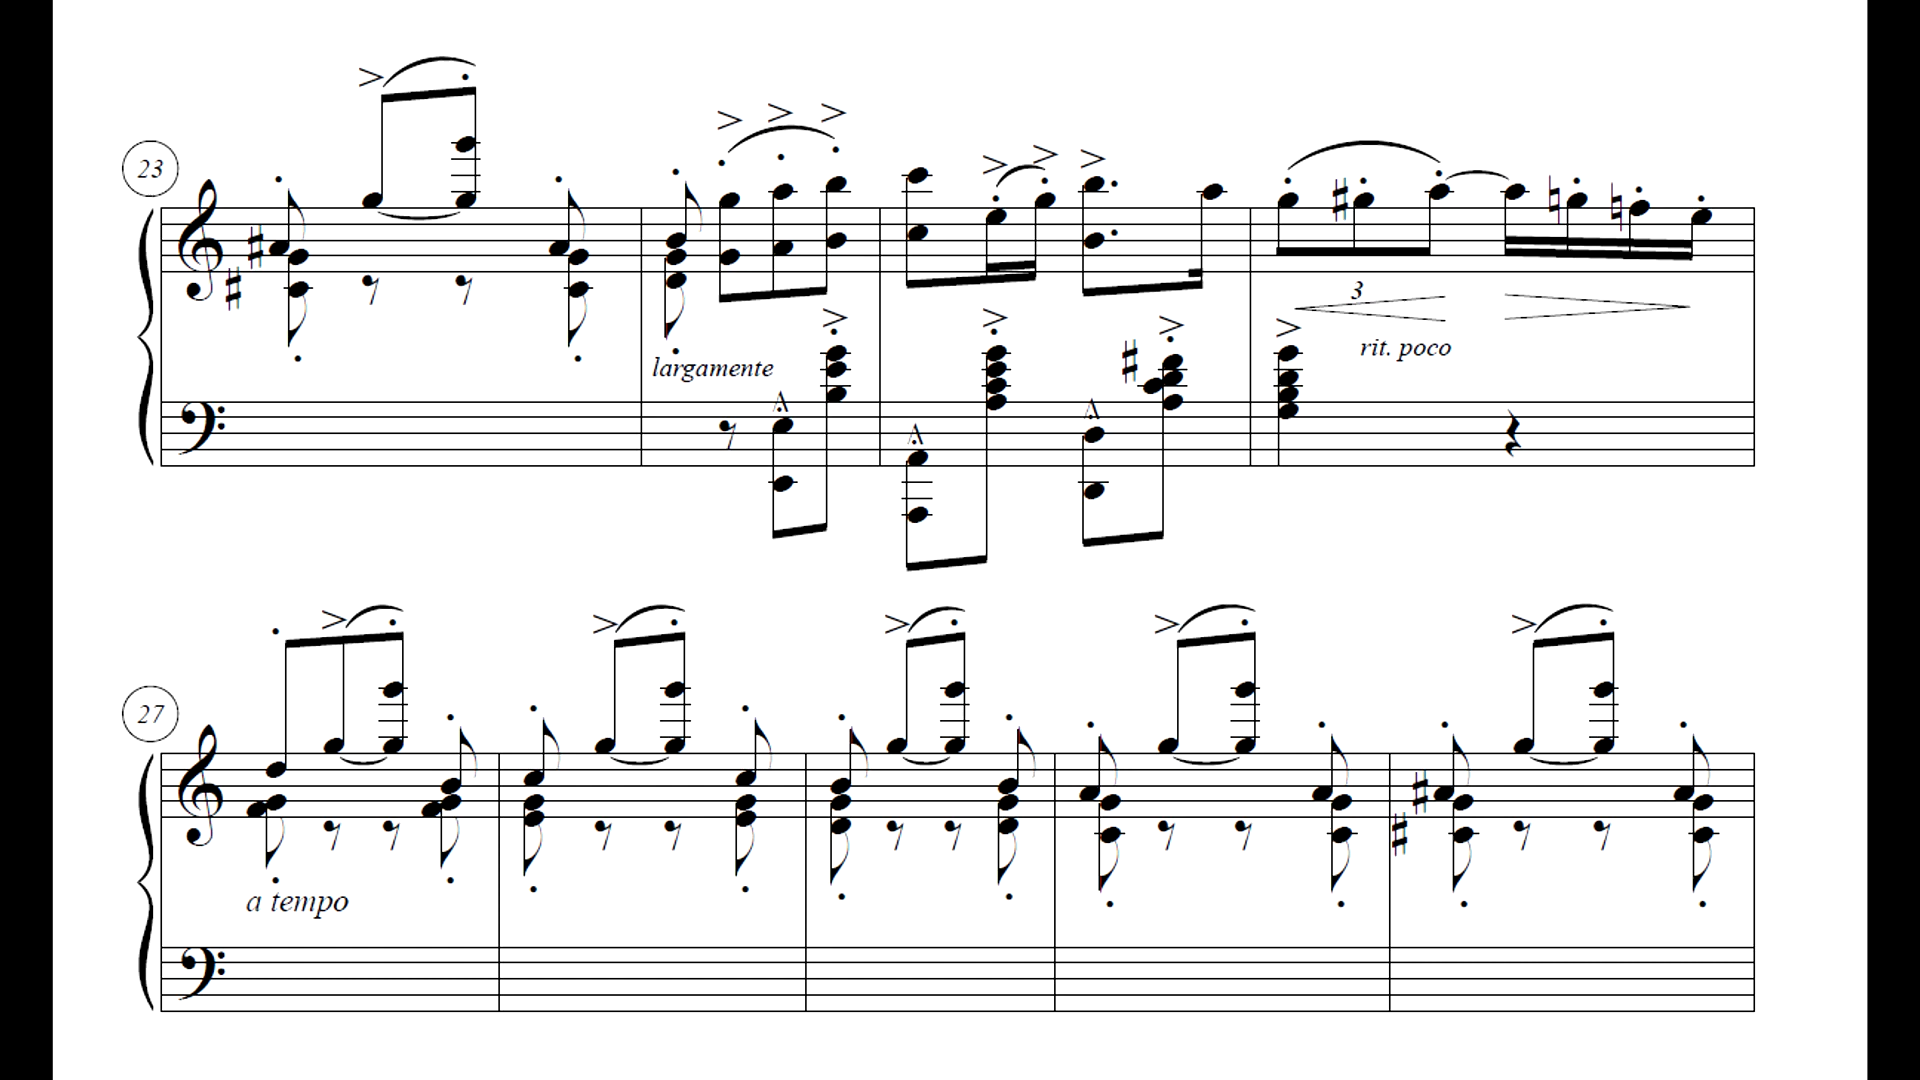 23
largamente
3
rit. poco
27
a tempo